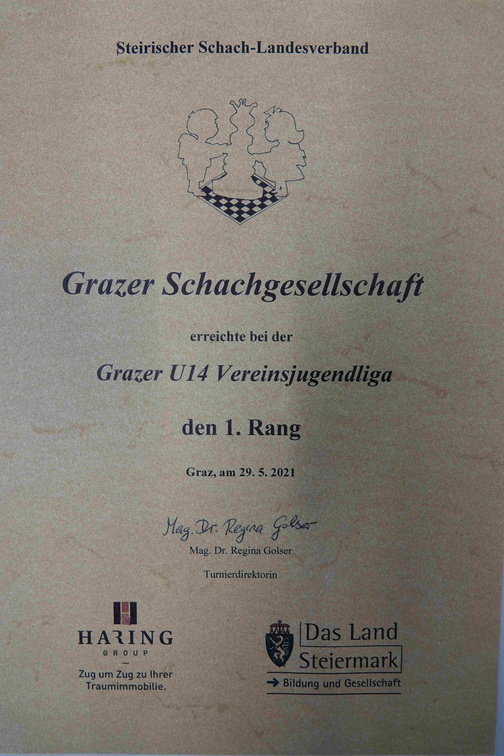 Steirischer Schach-Landesverband
Grazer Schachgesellschaft
erreichte bei der
Grazer U14 Vereinsjugendliga
den 1. Rang
Graz, am 29. 5. 2021
Mag. Dr. Regina Golser
Mag. Dr. Regina Golser
Turnierdirektorin
HARING
GROUP
Zug um Zug zu Ihrer
Traumimmobilie.
Das Land
Steiermark
→ Bildung und Gesellschaft